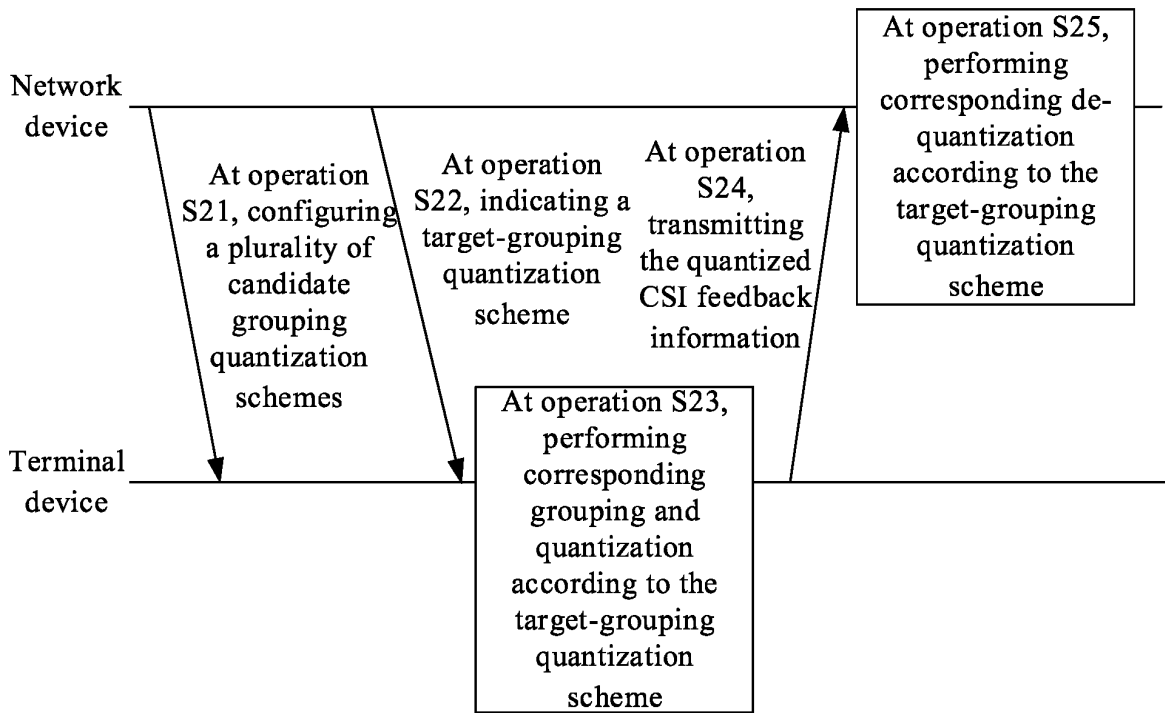 Network
device
At operation
S21, configuring
a plurality of
candidate
grouping
quantization
schemes
At operation
S22, indicating a
target-grouping
quantization
scheme
At operation
S24,
transmitting
the quantized
CSI feedback
information
At operation S25,
performing
corresponding de-
quantization
according to the
target-grouping
quantization
scheme
Terminal
device
At operation S23,
performing
corresponding
grouping and
quantization
according to the
target-grouping
quantization
scheme